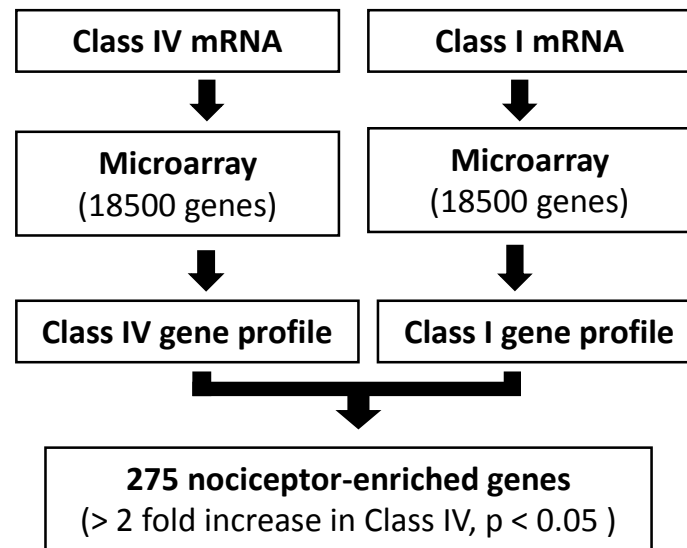 Class IV mRNA
Class I mRNA
Microarray
(18500 genes)
Microarray
(18500 genes)
Class IV gene profile
Class I gene profile
275 nociceptor-enriched genes
(> 2 fold increase in Class IV, p < 0.05 )